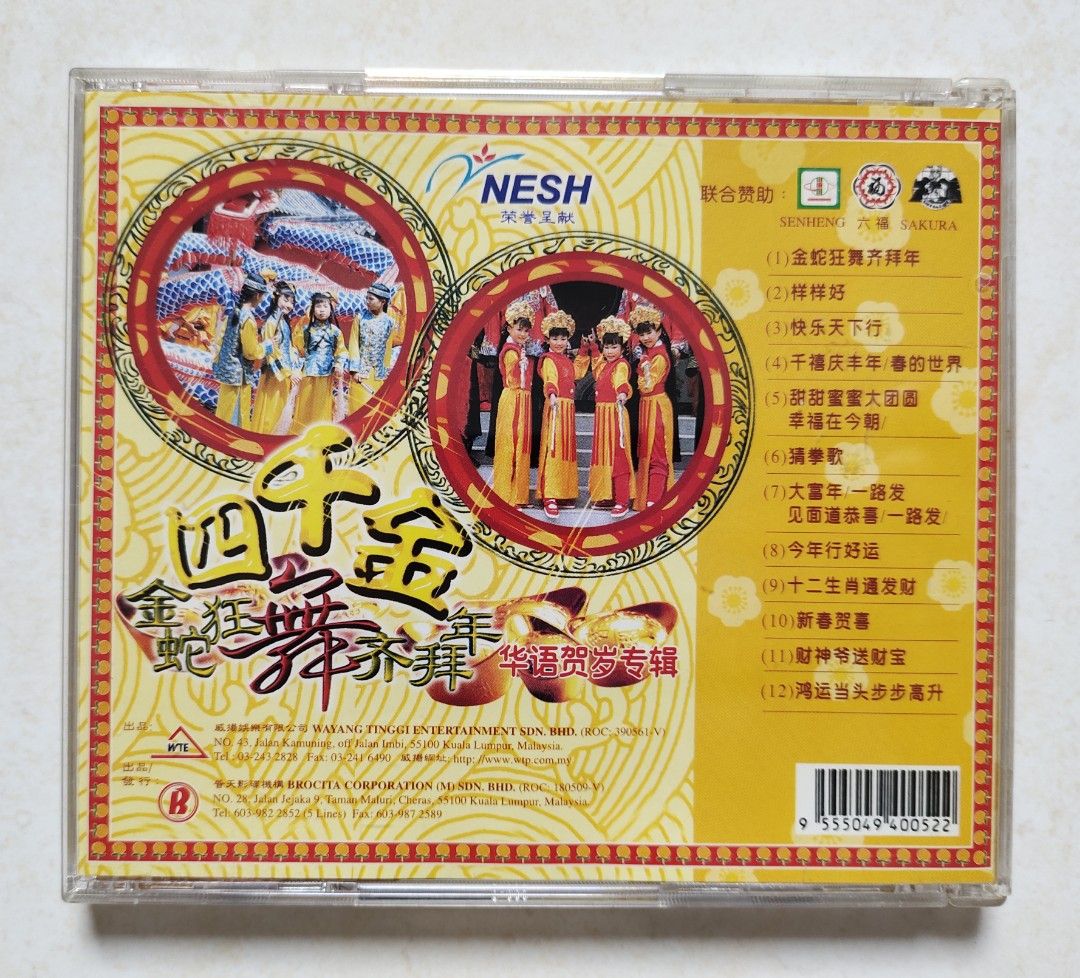 NESH
荣誉呈献
联合赞助 :
SENHENG 六福 SAKURA
(1) 金蛇狂舞齐拜年
(2) 样样好
(3) 快乐天下行
(4) 千禧庆丰年/春的世界
(5) 甜甜蜜蜜大团圆
幸福在今朝/
(6) 猜拳歌
(7) 大富年/一路发
见面道恭喜/一路发/
(8) 今年行好运
(9) 十二生肖通发财
(10) 新春贺喜
(11) 财神爷送财宝
(12) 鸿运当头步步高升
四千金
金蛇狂舞齐拜年
华语贺岁专辑
出品:
WTE
威揚娛樂有限公司 WAYANG TINGGI ENTERTAINMENT SDN. BHD. (ROC: 390861-V)
NO. 43, Jalan Kamuning, off Jalan Imbi, 55100 Kuala Lumpur, Malaysia.
Tel : 03-243 2828 Fax: 03-241 6490 威揚網址: http: //www.wtp.com.my
出品/
發行 :
B
普天影碟機構 BROCITA CORPORATION (M) SDN. BHD. (ROC: 180509-V)
NO. 28, Jalan Jejaka 9, Taman Maluri, Cheras, 55100 Kuala Lumpur, Malaysia.
Tel: 603-982 2852 (5 Lines) Fax: 603-987 2589
9 555049 400522